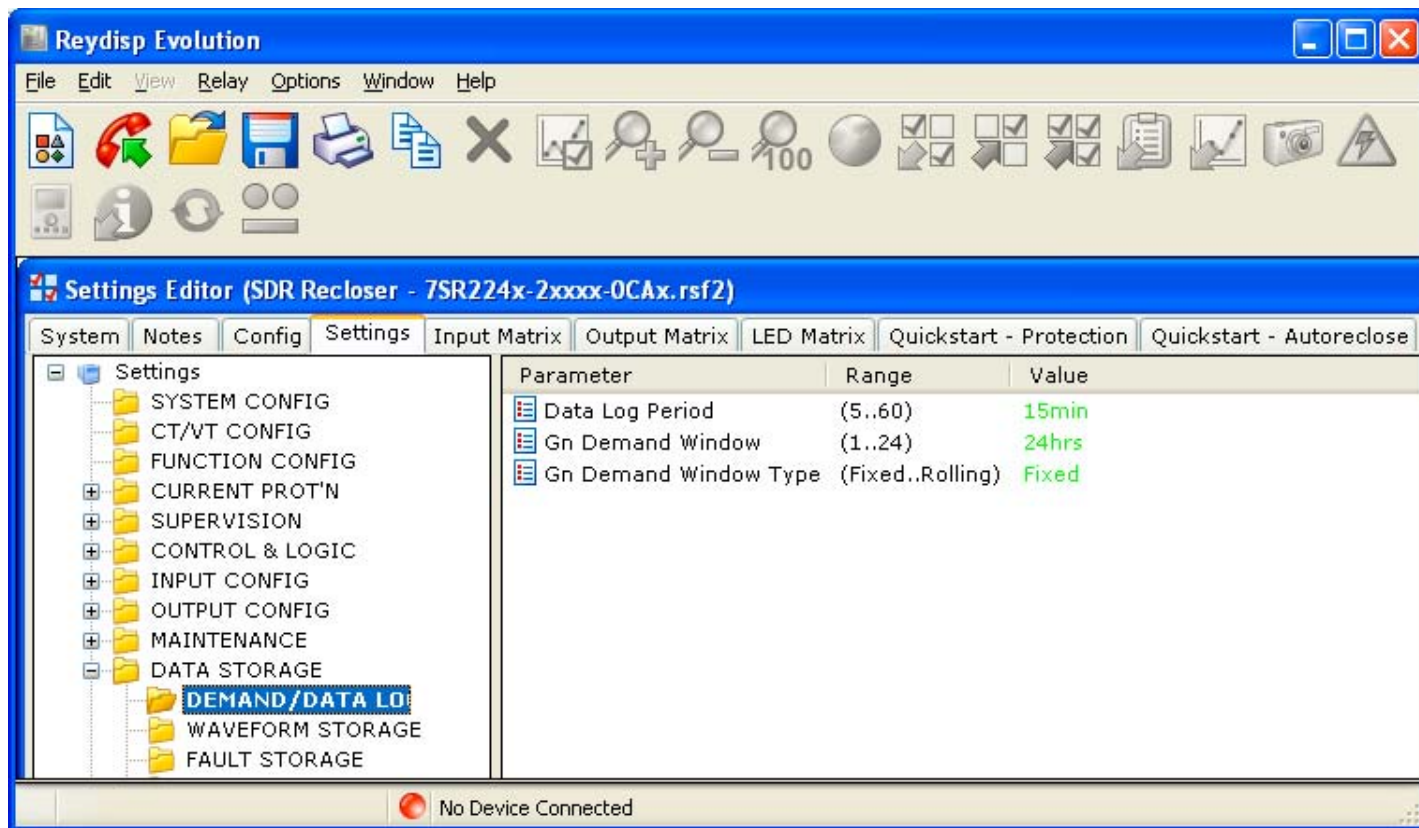 Reydisp Evolution
File Edit View Relay Options Window Help
100
Settings Editor (SDR Recloser - 7SR224x-2xxxx-0CAx.rsf2)
System Notes Config Settings Input Matrix Output Matrix LED Matrix Quickstart - Protection Quickstart - Autoreclose
Settings
SYSTEM CONFIG
CT/VT CONFIG
FUNCTION CONFIG
CURRENT PROT'N
SUPERVISION
CONTROL & LOGIC
INPUT CONFIG
OUTPUT CONFIG
MAINTENANCE
DATA STORAGE
DEMAND/DATA LO
WAVEFORM STORAGE
FAULT STORAGE
Parameter Range Value
Data Log Period (5..60) 15min
Gn Demand Window (1..24) 24hrs
Gn Demand Window Type (Fixed..Rolling) Fixed
No Device Connected